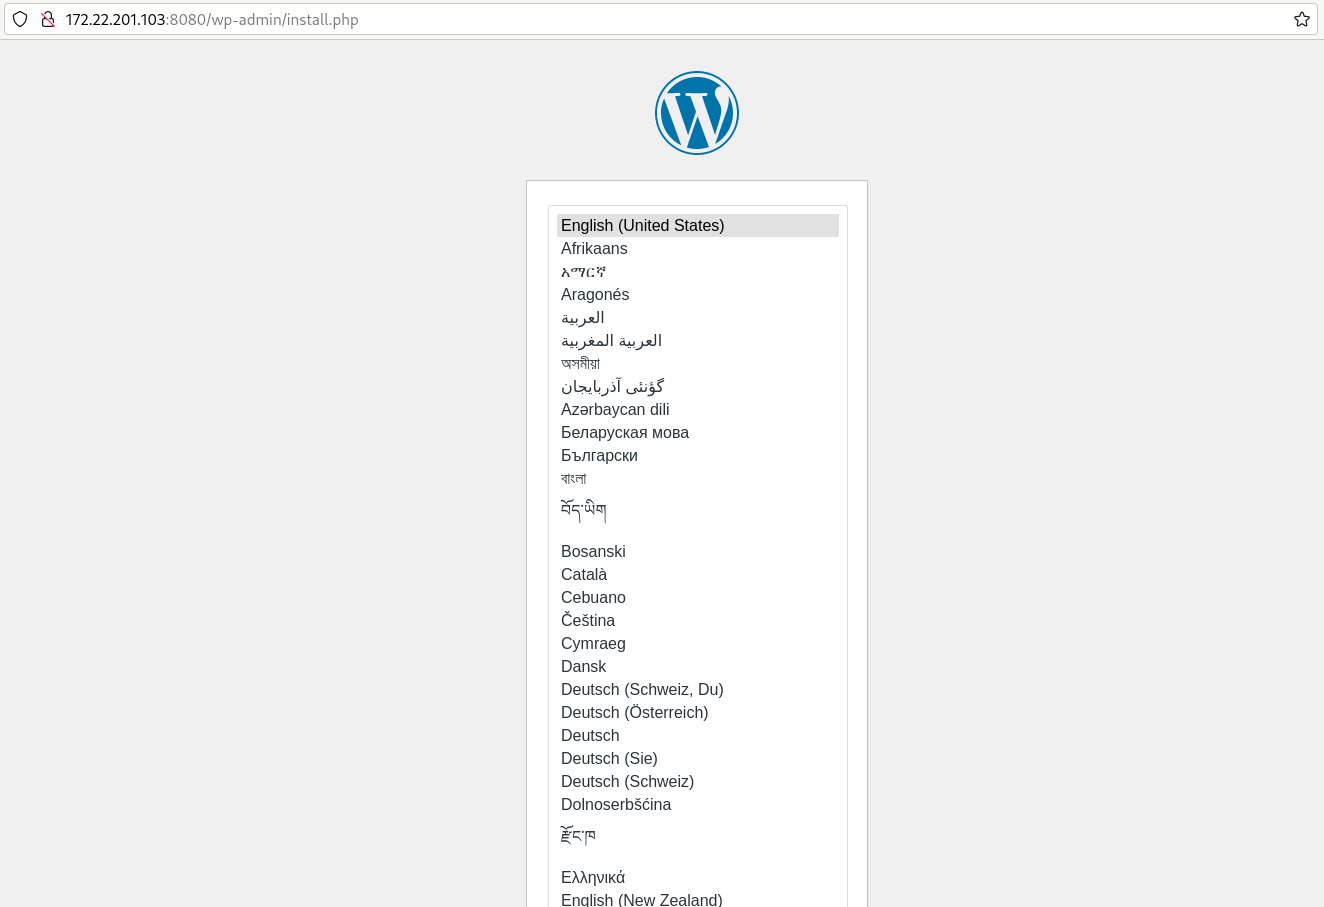 172.22.201.103:8080/wp-admin/install.php
English (United States)
Afrikaans
አማርኛ
Aragonés
العربية
العربية المغربية
অসমীয়া
گؤنئی آذربایجان
Azərbaycan dili
Беларуская мова
Български
বাংলা
བོད་ཡིག
Bosanski
Català
Cebuano
Čeština
Cymraeg
Dansk
Deutsch (Schweiz, Du)
Deutsch (Österreich)
Deutsch
Deutsch (Sie)
Deutsch (Schweiz)
Dolnoserbšćina
རྫོང་ཁ
Ελληνικά
English (New Zealand)